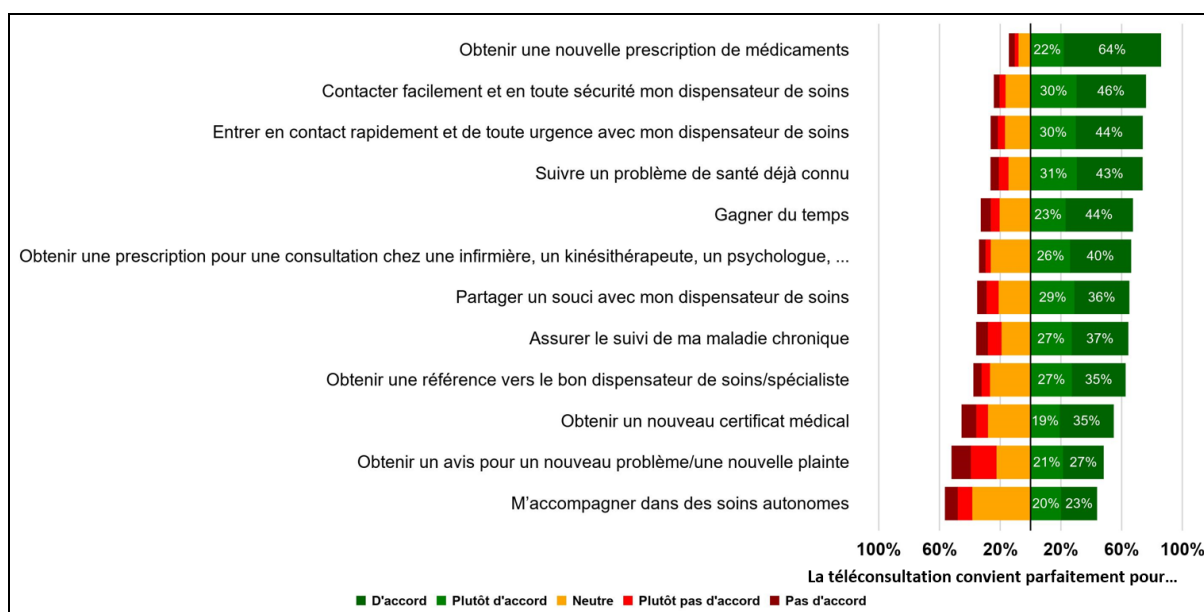 Obtenir une nouvelle prescription de médicaments 22% 64%
Contacter facilement et en toute sécurité mon dispensateur de soins 30% 46%
Entrer en contact rapidement et de toute urgence avec mon dispensateur de soins 30% 44%
Suivre un problème de santé déjà connu 31% 43%
Gagner du temps 23% 44%
Obtenir une prescription pour une consultation chez une infirmière, un kinésithérapeute, un psychologue, ... 26% 40%
Partager un souci avec mon dispensateur de soins 29% 36%
Assurer le suivi de ma maladie chronique 27% 37%
Obtenir une référence vers le bon dispensateur de soins/spécialiste 27% 35%
Obtenir un nouveau certificat médical 19% 35%
Obtenir un avis pour un nouveau problème/une nouvelle plainte 21% 27%
M'accompagner dans des soins autonomes 20% 23%
100% 60% 20% 20% 60% 100%
La téléconsultation convient parfaitement pour...
D'accord Plutôt d'accord Neutre Plutôt pas d'accord Pas d'accord